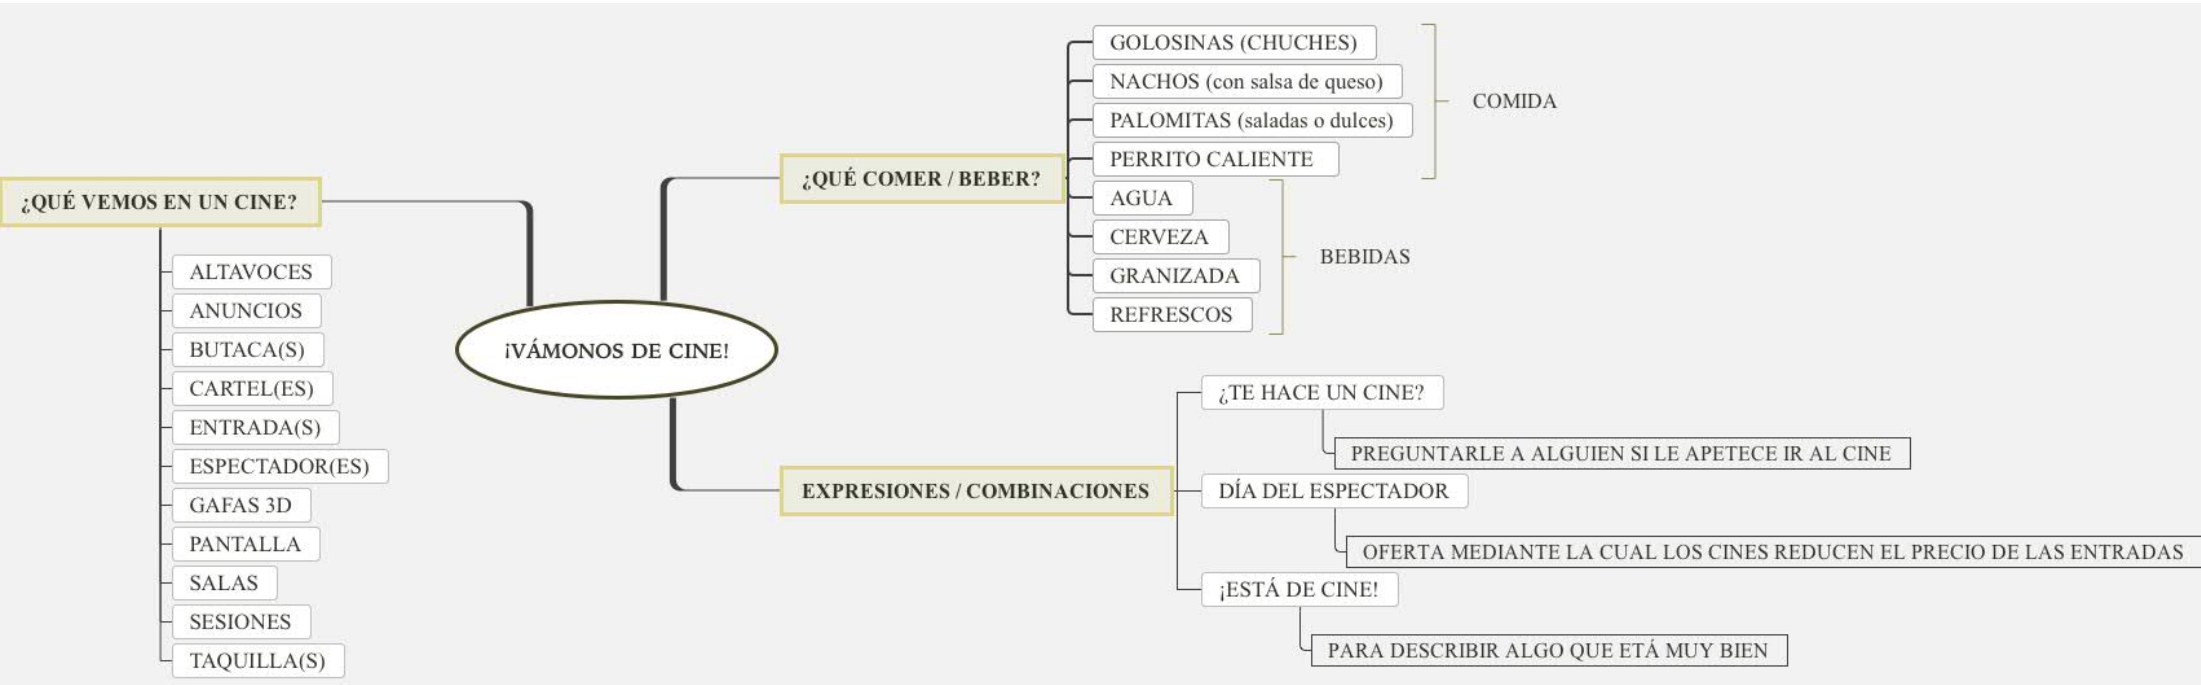 ¡VÁMONOS DE CINE!
¿QUÉ VEMOS EN UN CINE?
ALTAVOCES
ANUNCIOS
BUTACA(S)
CARTEL(ES)
ENTRADA(S)
ESPECTADOR(ES)
GAFAS 3D
PANTALLA
SALAS
SESIONES
TAQUILLA(S)
¿QUÉ COMER / BEBER?
GOLOSINAS (CHUCHES)
NACHOS (con salsa de queso)
PALOMITAS (saladas o dulces)
PERRITO CALIENTE
COMIDA
AGUA
CERVEZA
GRANIZADA
REFRESCOS
BEBIDAS
EXPRESIONES / COMBINACIONES
¿TE HACE UN CINE?
PREGUNTARLE A ALGUIEN SI LE APETECE IR AL CINE
DÍA DEL ESPECTADOR
OFERTA MEDIANTE LA CUAL LOS CINES REDUCEN EL PRECIO DE LAS ENTRADAS
¡ESTÁ DE CINE!
PARA DESCRIBIR ALGO QUE ETÁ MUY BIEN